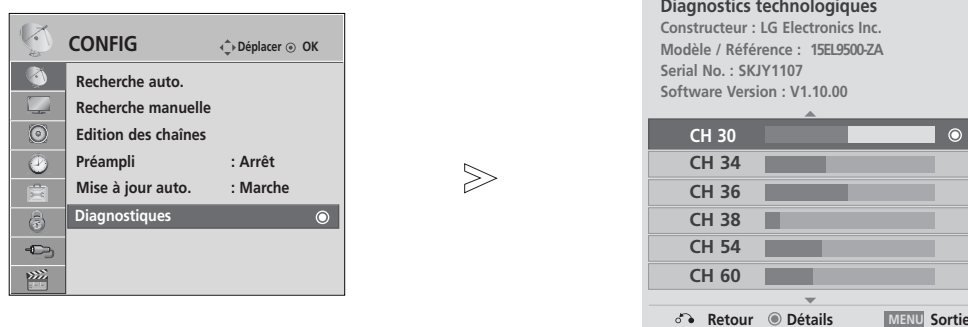 CONFIG
Déplacer OK
Recherche auto.
Recherche manuelle
Edition des chaînes
Préampli : Arrêt
Mise à jour auto. : Marche
Diagnostiques
Diagnostics technologiques
Constructeur : LG Electronics Inc.
Modèle / Référence : 15EL9500-ZA
Serial No. : SKJY1107
Software Version : V1.10.00
CH 30
CH 34
CH 36
CH 38
CH 54
CH 60
Retour Détails MENU Sortie